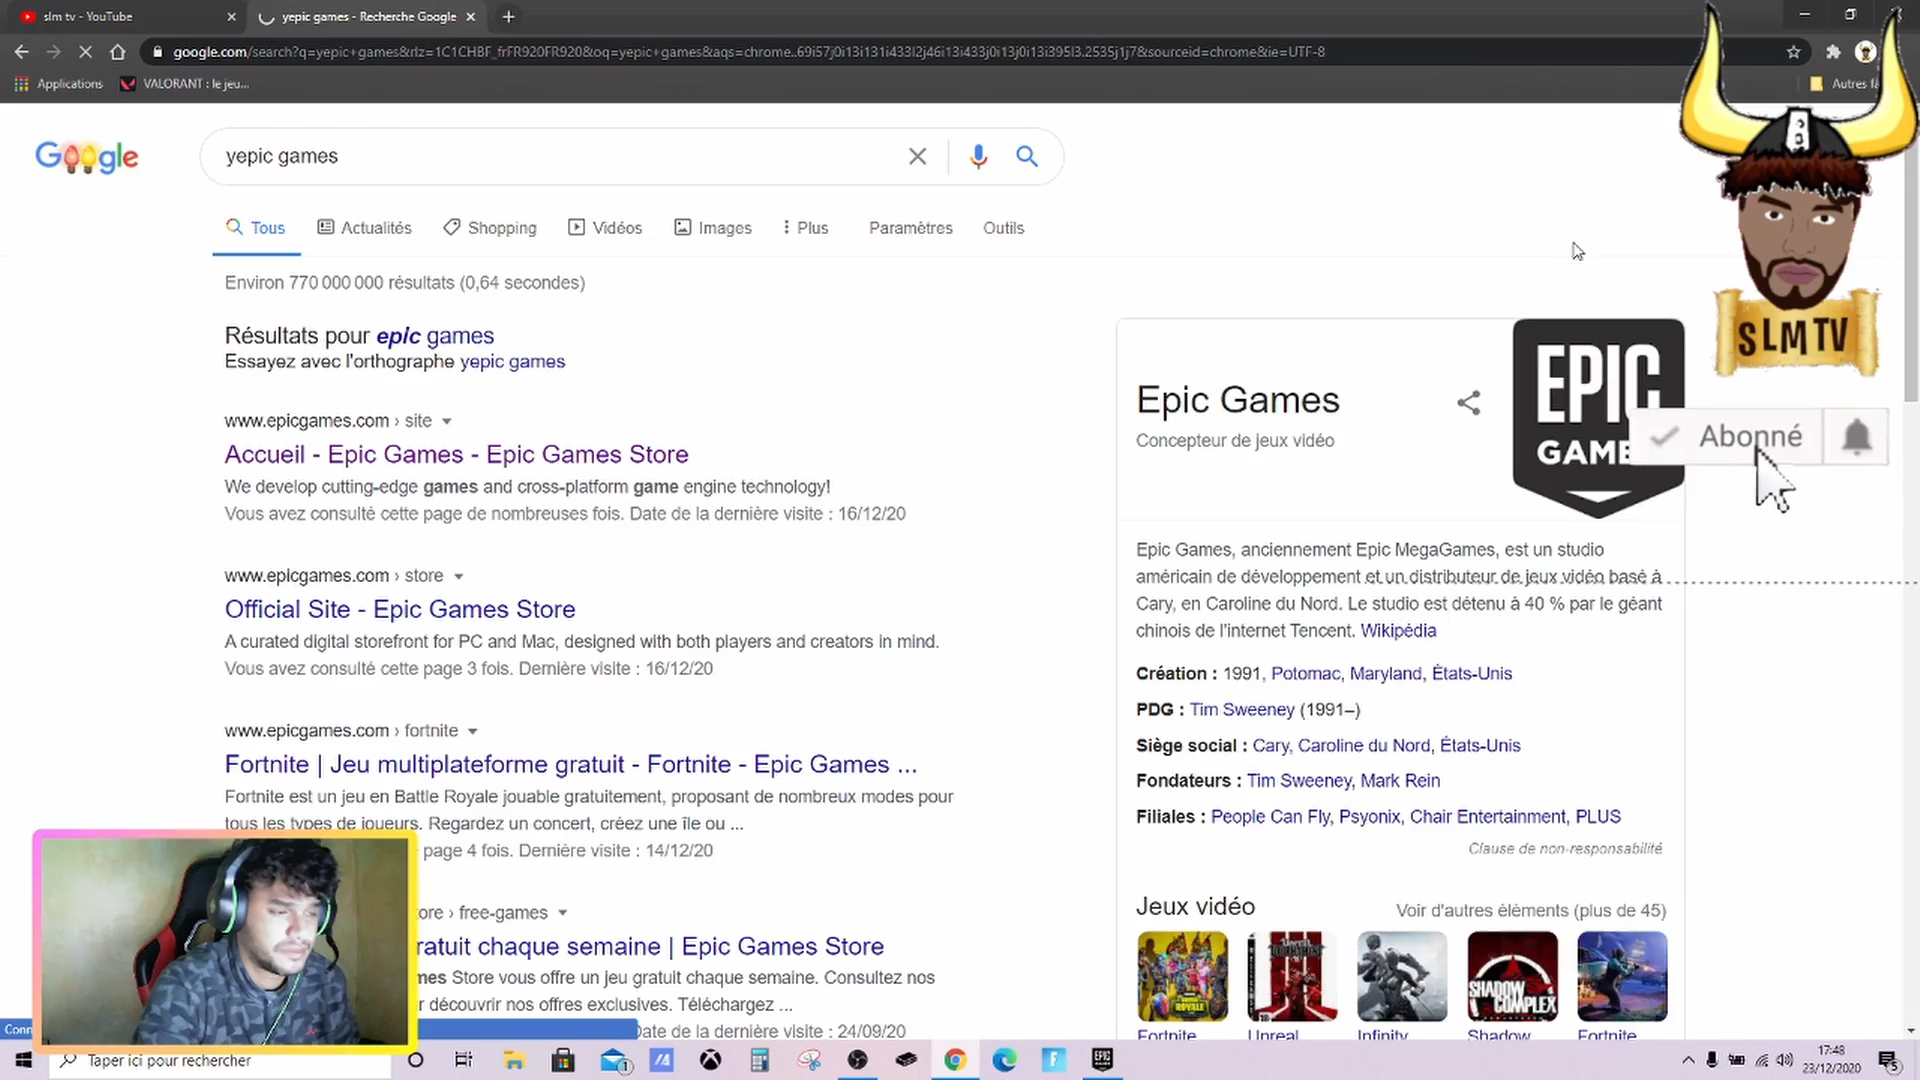 slm tv - YouTube
yepic games - Recherche Google
google.com/search?q=yepic+games&rlz=1C1CHBF_frFR920FR920&oq=yepic+games&aqs=chrome..69i57j0i13i131i433l2j46i13i433j0i13j0i13i395l3.2535j1j7&sourceid=chrome&ie=UTF-8
Applications
VALORANT : le jeu...
Autres fa
Google
yepic games
Tous
Actualités
Shopping
Vidéos
Images
Plus
Paramètres
Outils
Environ 770 000 000 résultats (0,64 secondes)
Résultats pour epic games
Essayez avec l'orthographe yepic games
www.epicgames.com › site
Accueil - Epic Games - Epic Games Store
We develop cutting-edge games and cross-platform game engine technology!
Vous avez consulté cette page de nombreuses fois. Date de la dernière visite : 16/12/20
www.epicgames.com › store
Official Site - Epic Games Store
A curated digital storefront for PC and Mac, designed with both players and creators in mind.
Vous avez consulté cette page 3 fois. Dernière visite : 16/12/20
www.epicgames.com › fortnite
Fortnite | Jeu multiplateforme gratuit - Fortnite - Epic Games ...
Fortnite est un jeu en Battle Royale jouable gratuitement, proposant de nombreux modes pour
tous les types de joueurs. Regardez un concert, créez une île ou ...
page 4 fois. Dernière visite : 14/12/20
tore › free-games
ratuit chaque semaine | Epic Games Store
mes Store vous offre un jeu gratuit chaque semaine. Consultez nos
r découvrir nos offres exclusives. Téléchargez ...
Date de la dernière visite : 24/09/20
Conn
Epic Games
Concepteur de jeux vidéo
EPIC
GAME
SLM TV
Abonné
Epic Games, anciennement Epic MegaGames, est un studio
américain de développement et un distributeur de jeux vidéo basé à
Cary, en Caroline du Nord. Le studio est détenu à 40 % par le géant
chinois de l'internet Tencent. Wikipédia
Création : 1991, Potomac, Maryland, États-Unis
PDG : Tim Sweeney (1991–)
Siège social : Cary, Caroline du Nord, États-Unis
Fondateurs : Tim Sweeney, Mark Rein
Filiales : People Can Fly, Psyonix, Chair Entertainment, PLUS
Clause de non-responsabilité
Jeux vidéo
Voir d'autres éléments (plus de 45)
ROYALE
SHADOW
COMPLEX
Fortnite
Unreal
Infinity
Shadow
Fortnite
Taper ici pour rechercher
1
EPIC
17:48
23/12/2020
5